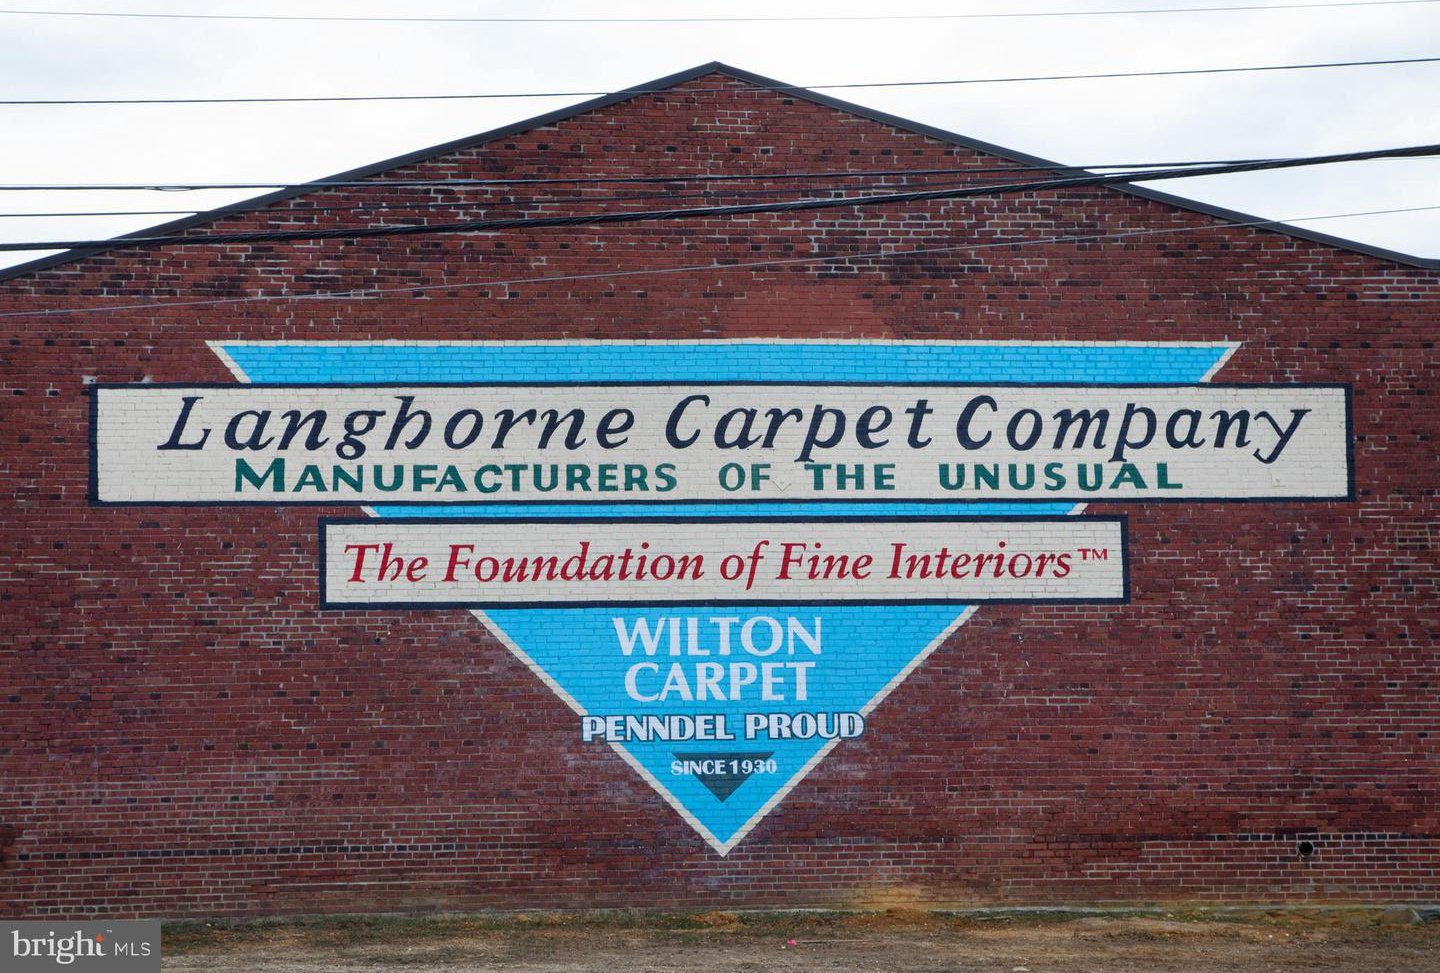 Langhorne Carpet Company
MANUFACTURERS OF THE UNUSUAL
The Foundation of Fine Interiors™
WILTON
CARPET
PENNDEL PROUD
SINCE 1930
bright MLS